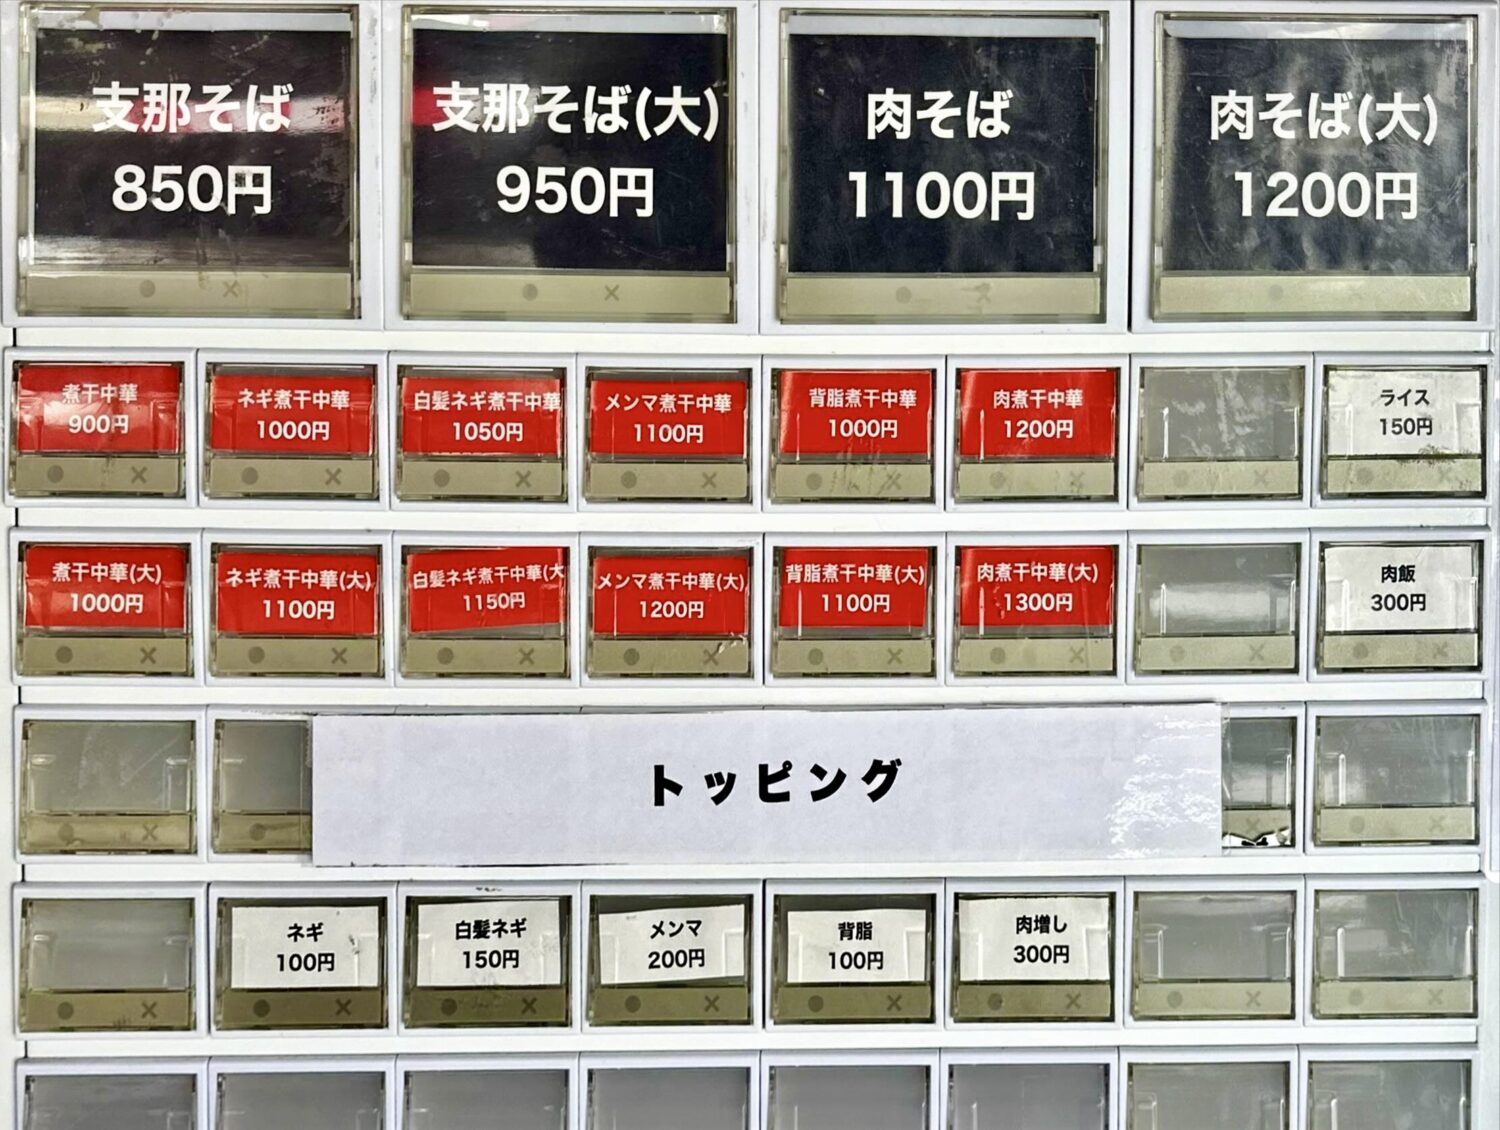 支那そば
850円
支那そば(大)
950円
肉そば
1100円
肉そば(大)
1200円
煮干中華
900円
ネギ煮干中華
1000円
白髪ネギ煮干中華
1050円
メンマ煮干中華
1100円
背脂煮干中華
1000円
肉煮干中華
1200円
ライス
150円
煮干中華(大)
1000円
ネギ煮干中華(大)
1100円
白髪ネギ煮干中華(大
1150円
メンマ煮干中華(大)
1200円
背脂煮干中華(大)
1100円
肉煮干中華(大)
1300円
肉飯
300円
トッピング
ネギ
100円
白髪ネギ
150円
メンマ
200円
背脂
100円
肉増し
300円